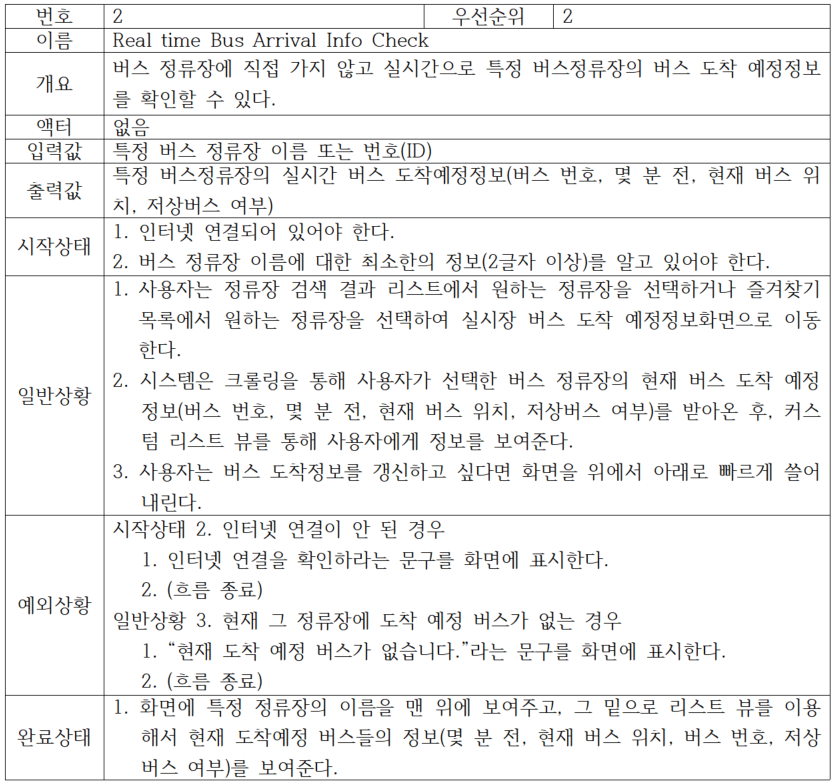 번호 2 우선순위 2
이름 Real time Bus Arrival Info Check
개요 버스 정류장에 직접 가지 않고 실시간으로 특정 버스정류장의 버스 도착 예정정보
를 확인할 수 있다.
액터 없음
입력값 특정 버스 정류장 이름 또는 번호(ID)
출력값 특정 버스정류장의 실시간 버스 도착예정정보(버스 번호, 몇 분 전, 현재 버스 위
치, 저상버스 여부)
시작상태 1. 인터넷 연결되어 있어야 한다.
2. 버스 정류장 이름에 대한 최소한의 정보(2글자 이상)를 알고 있어야 한다.
일반상황 1. 사용자는 정류장 검색 결과 리스트에서 원하는 정류장을 선택하거나 즐겨찾기
목록에서 원하는 정류장을 선택하여 실시장 버스 도착 예정정보화면으로 이동
한다.
2. 시스템은 크롤링을 통해 사용자가 선택한 버스 정류장의 현재 버스 도착 예정
정보(버스 번호, 몇 분 전, 현재 버스 위치, 저상버스 여부)를 받아온 후, 커스
텀 리스트 뷰를 통해 사용자에게 정보를 보여준다.
3. 사용자는 버스 도착정보를 갱신하고 싶다면 화면을 위에서 아래로 빠르게 쓸어
내린다.
예외상황 시작상태 2. 인터넷 연결이 안 된 경우
1. 인터넷 연결을 확인하라는 문구를 화면에 표시한다.
2. (흐름 종료)
일반상황 3. 현재 그 정류장에 도착 예정 버스가 없는 경우
1. “현재 도착 예정 버스가 없습니다.”라는 문구를 화면에 표시한다.
2. (흐름 종료)
완료상태 1. 화면에 특정 정류장의 이름을 맨 위에 보여주고, 그 밑으로 리스트 뷰를 이용
해서 현재 도착예정 버스들의 정보(몇 분 전, 현재 버스 위치, 버스 번호, 저상
버스 여부)를 보여준다.